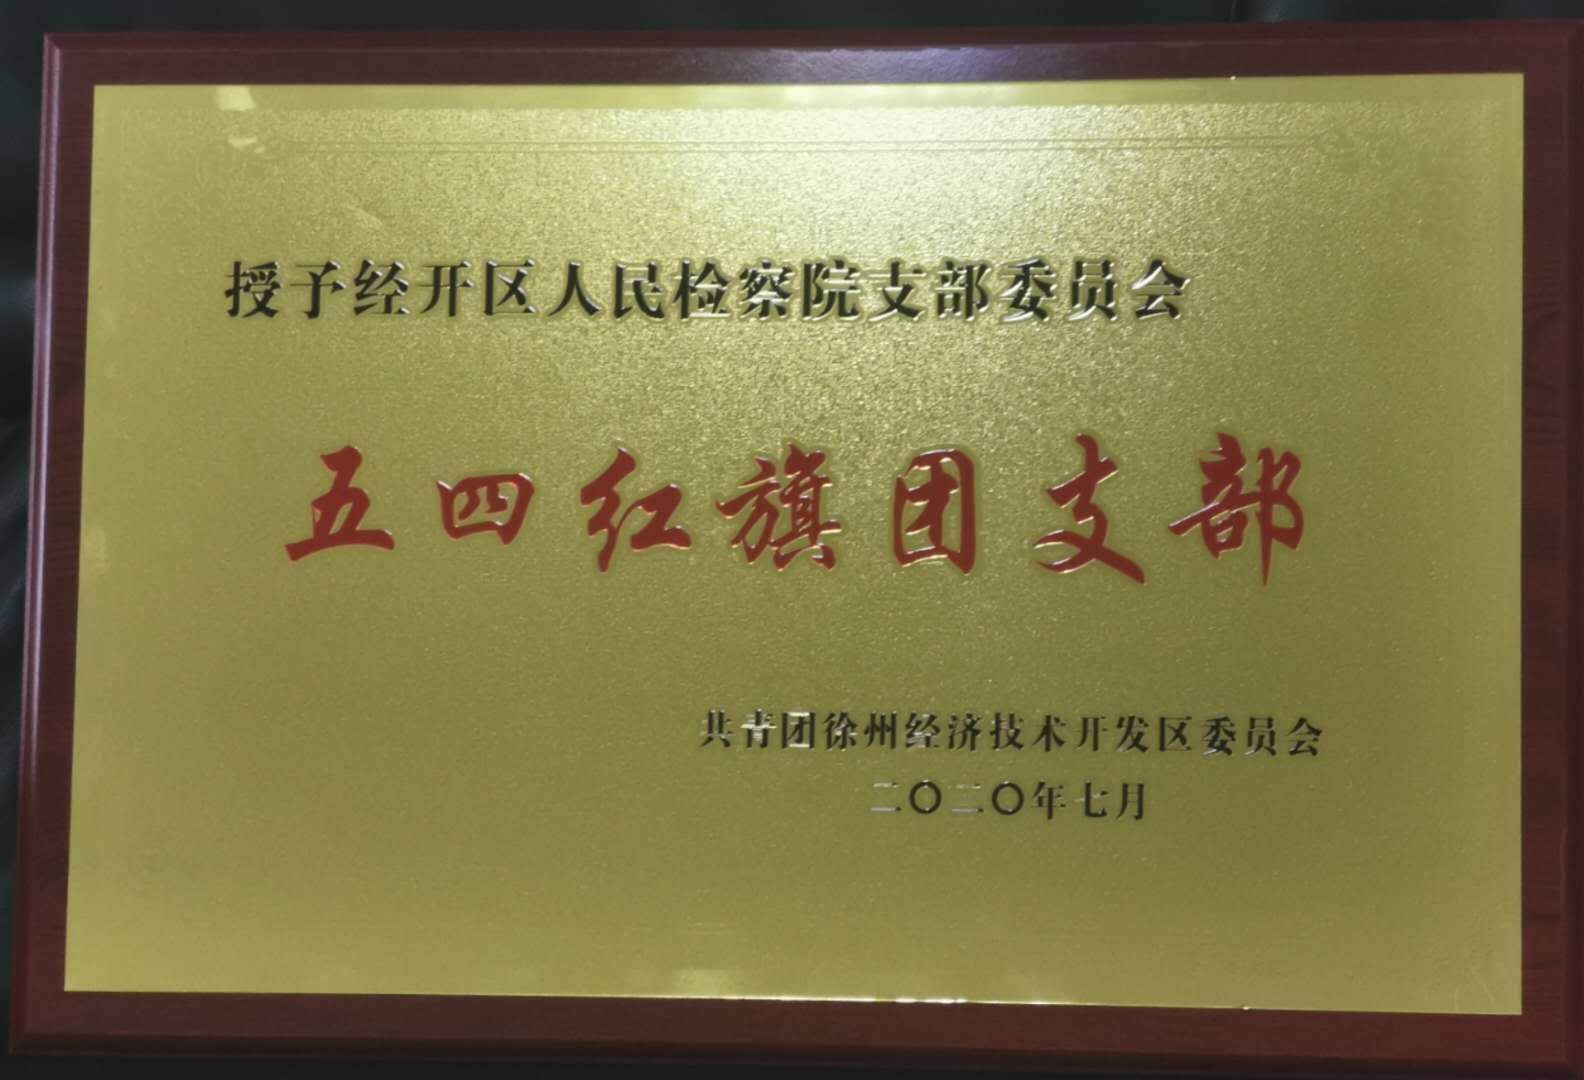 授予经开区人民检察院支部委员会
五四红旗团支部
共青团徐州经济技术开发区委员会
二〇二〇年七月